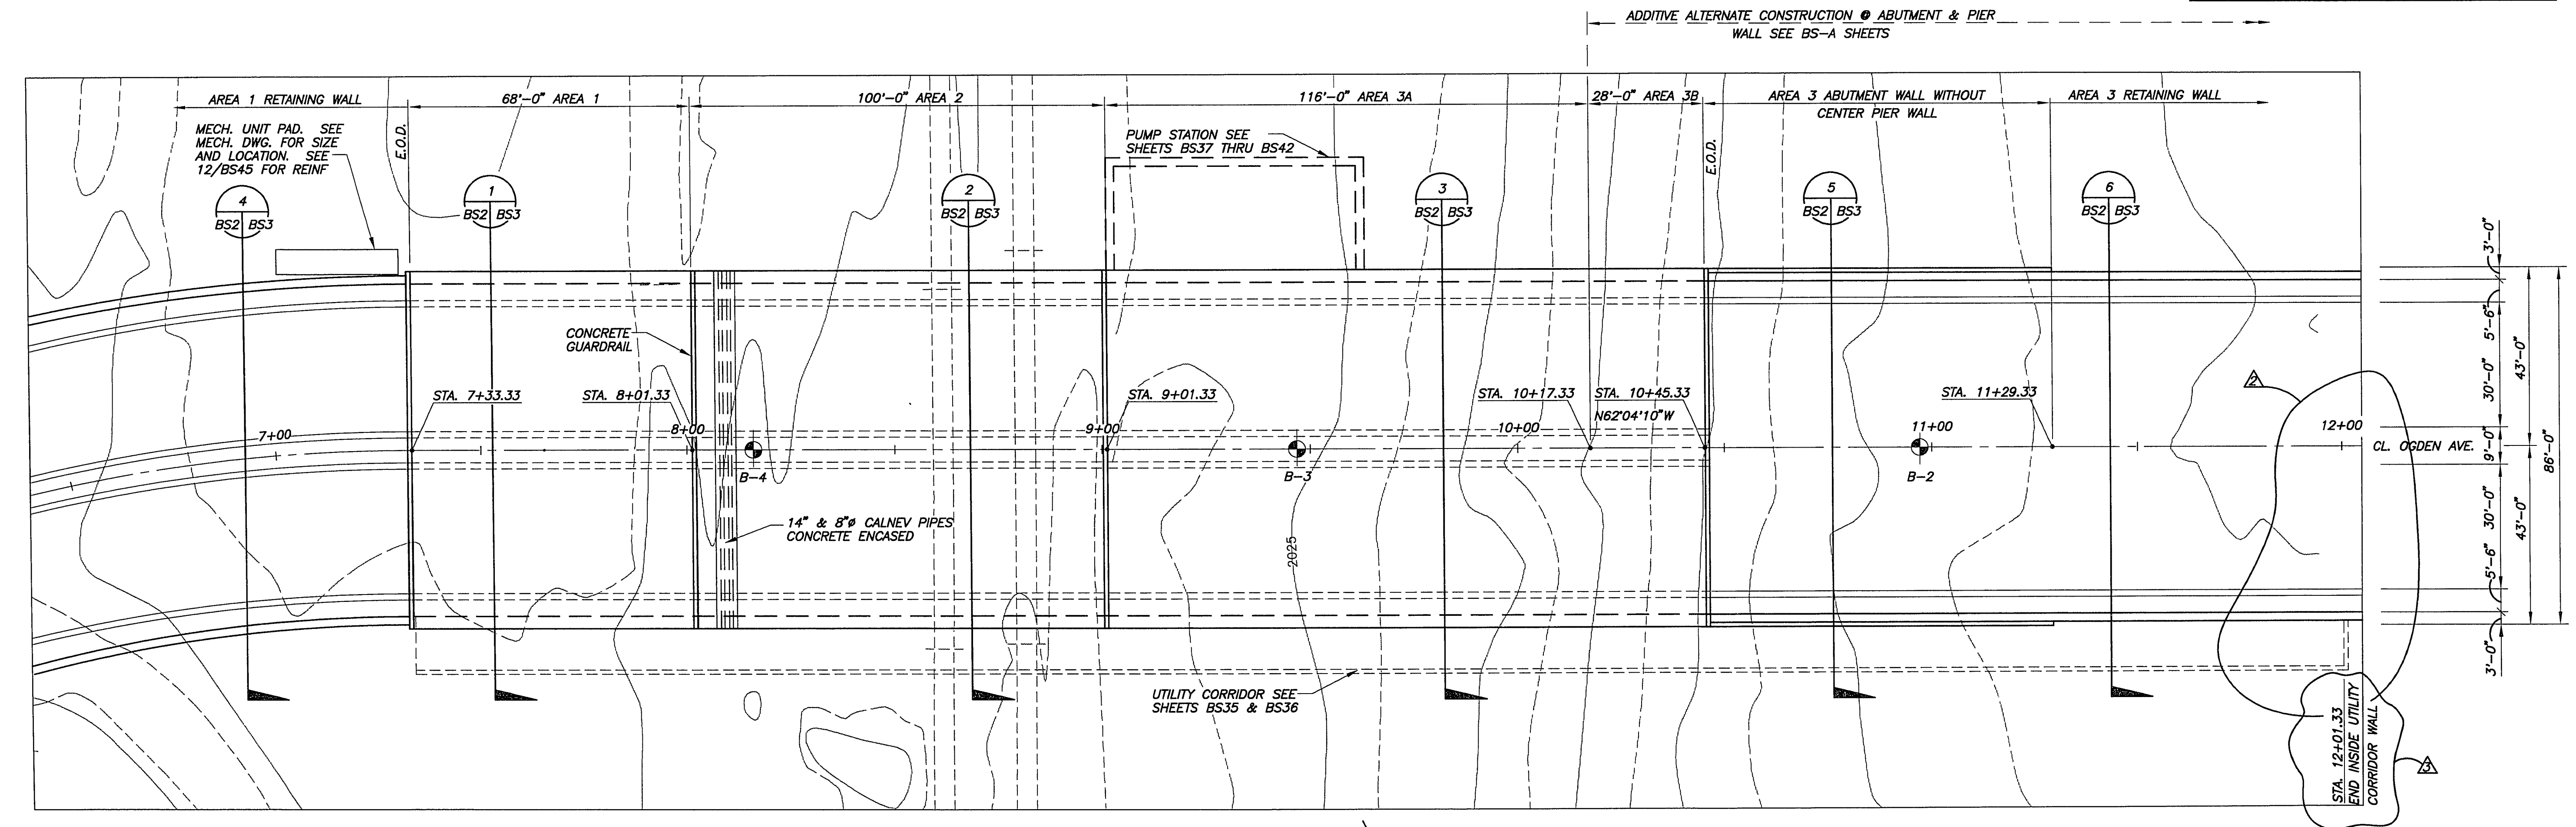 ADDITIVE ALTERNATE CONSTRUCTION @ ABUTMENT & PIER
WALL SEE BS-A SHEETS
AREA 1 RETAINING WALL
68'-0" AREA 1
100'-0" AREA 2
116'-0" AREA 3A
28'-0" AREA 3B
AREA 3 ABUTMENT WALL WITHOUT
CENTER PIER WALL
AREA 3 RETAINING WALL
MECH. UNIT PAD. SEE
MECH. DWG. FOR SIZE
AND LOCATION. SEE
12/BS45 FOR REINF
E.O.D.
PUMP STATION SEE
SHEETS BS37 THRU BS42
E.O.D.
4
BS2 BS3
1
BS2 BS3
2
BS2 BS3
3
BS2 BS3
5
BS2 BS3
6
BS2 BS3
CONCRETE
GUARDRAIL
STA. 7+33.33
STA. 8+01.33
STA. 9+01.33
STA. 10+17.33
STA. 10+45.33
N62°04'10"W
STA. 11+29.33
7+00
8+00
9+00
10+00
11+00
12+00
CL. OGDEN AVE.
B-4
B-3
B-2
14" & 8"ø CALNEV PIPES
CONCRETE ENCASED
2025
UTILITY CORRIDOR SEE
SHEETS BS35 & BS36
3'-0"
5'-6"
30'-0"
9'-0"
30'-0"
5'-6"
3'-0"
43'-0"
43'-0"
86'-0"
2
STA. 12+01.33
END INSIDE UTILITY
CORRIDOR WALL
3